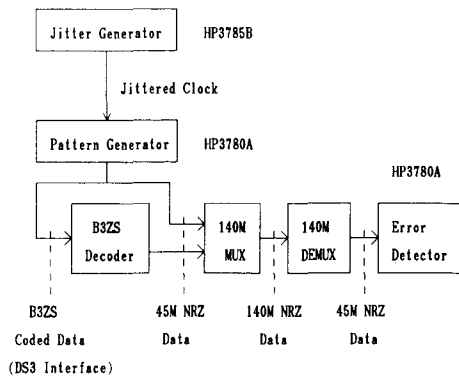 Jitter Generator HP3785B
Jittered Clock
Pattern Generator HP3780A
HP3780A
B3ZS 140M 140M Error
Decoder MUX DEMUX Detector
B3ZS 45M NRZ 140M NRZ 45M NRZ
Coded Data Data Data Data
(DS3 Interface)